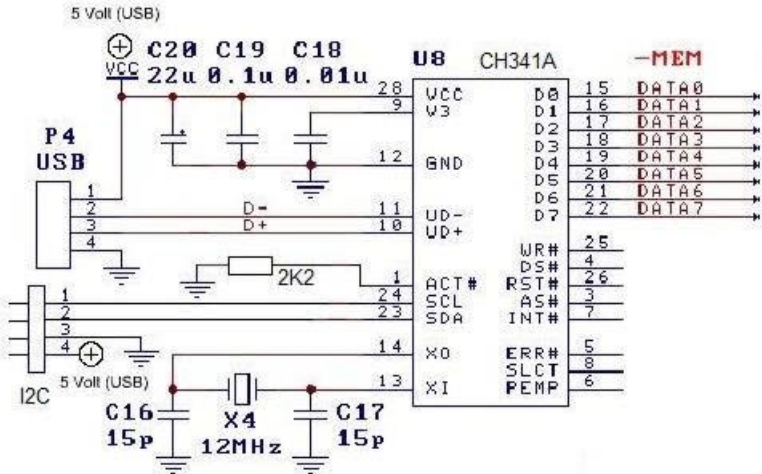 5 Volt (USB)
VCC
C20 C19 C18
22u 0.1u 0.01u
U8 CH341A
-MEM
P4
USB
1
2
3
4
D-
D+
28 VCC
9 V3
12 GND
11 UD-
10 UD+
1 ACT#
24 SCL
23 SDA
14 XO
13 XI
D0 15 DATA0
D1 16 DATA1
D2 17 DATA2
D3 18 DATA3
D4 19 DATA4
D5 20 DATA5
D6 21 DATA6
D7 22 DATA7
WR# 25
DS# 4
RST# 26
AS# 3
INT# 7
ERR# 5
SLCT 8
PEMP 6
2K2
1
2
3
4
I2C
5 Volt (USB)
C16
15p
X4
12MHz
C17
15p